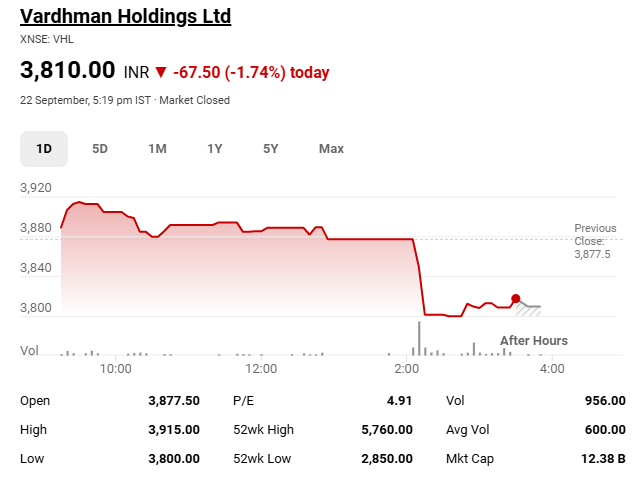 Vardhman Holdings Ltd
XNSE: VHL
3,810.00 INR ▼ -67.50 (-1.74%) today
22 September, 5:19 pm IST · Market Closed
1D 5D 1M 1Y 5Y Max
3,920
3,880
3,840
3,800
Previous
Close:
3,877.5
After Hours
Vol
10:00 12:00 2:00 4:00
Open 3,877.50 P/E 4.91 Vol 956.00
High 3,915.00 52wk High 5,760.00 Avg Vol 600.00
Low 3,800.00 52wk Low 2,850.00 Mkt Cap 12.38 B